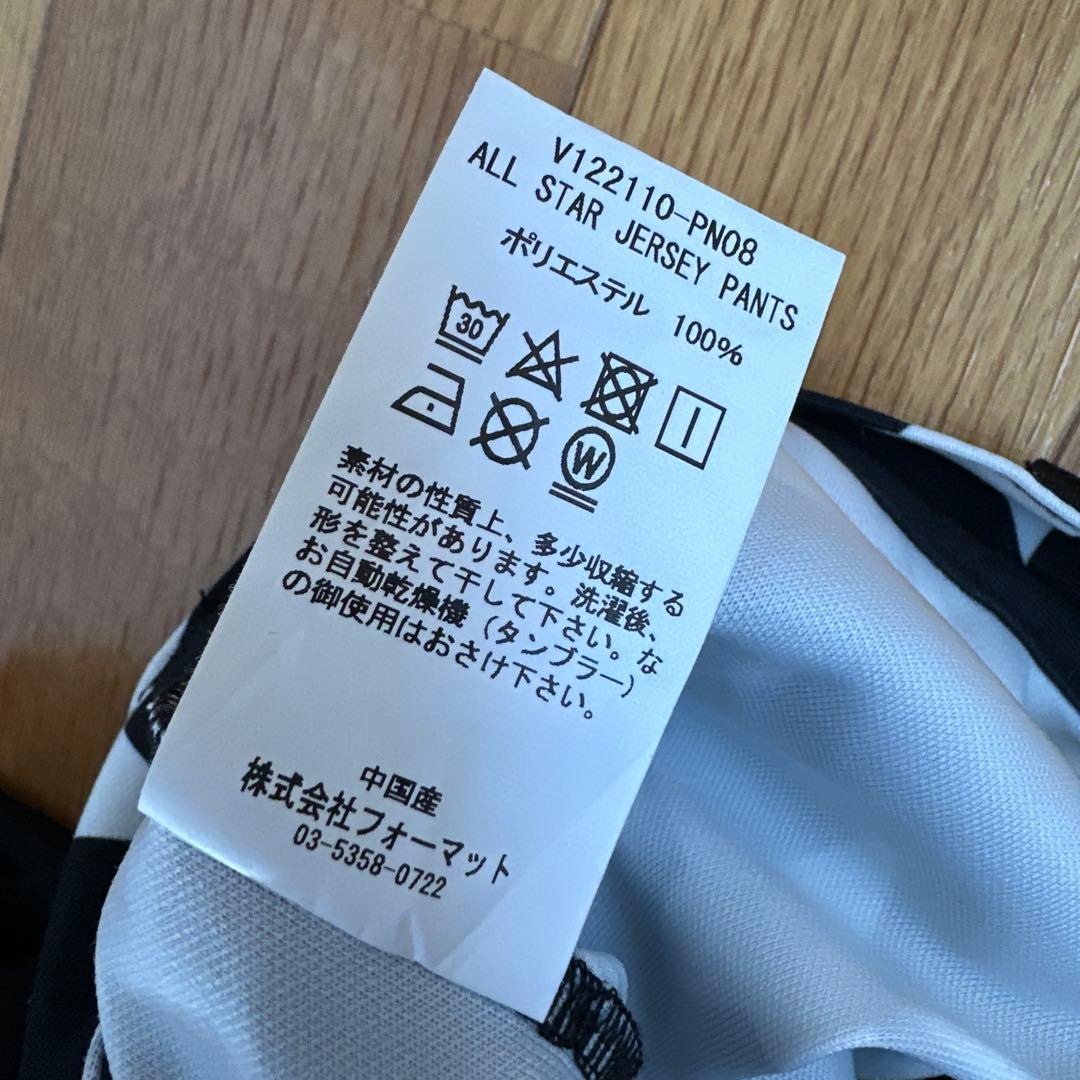 V122110-PN08
ALL STAR JERSEY PANTS
ポリエステル 100%
30
W
素材の性質上、多少収縮する
可能性があります。洗濯後、
形を整えて干して下さい。な
お自動乾燥機(タンブラー)
の御使用はおさけ下さい。
中国産
株式会社フォーマット
03-5358-0722